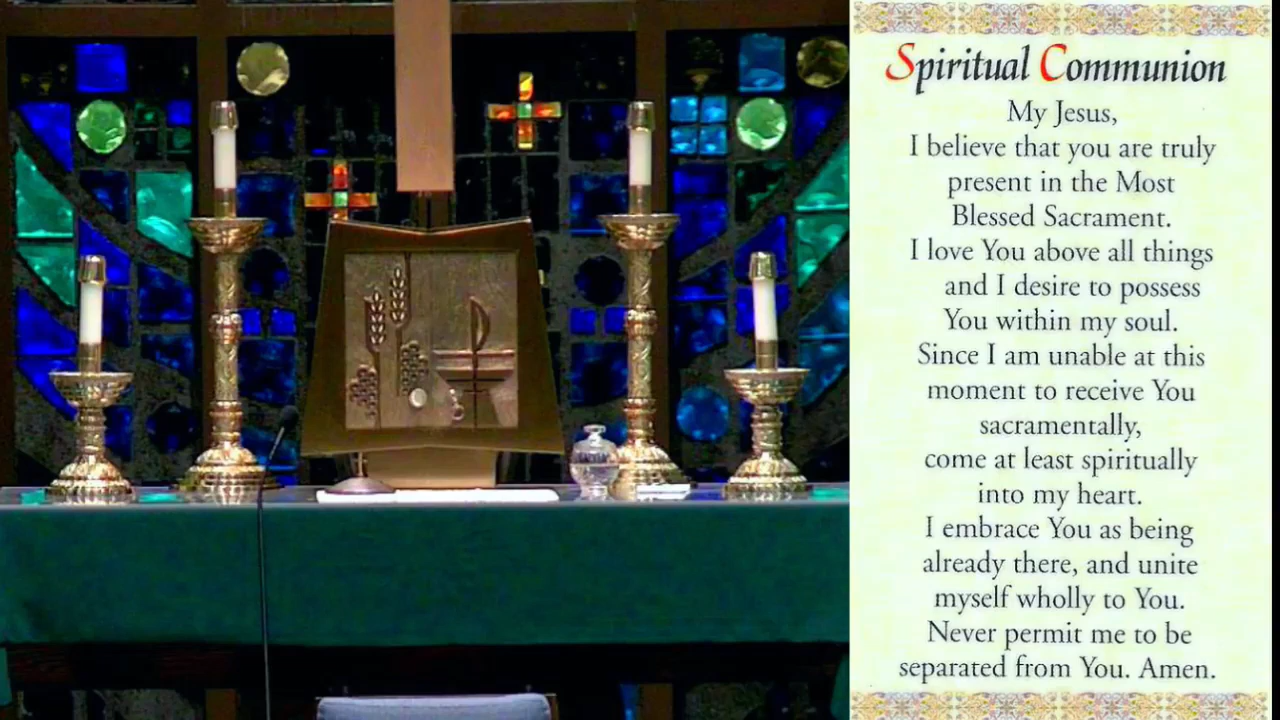 Spiritual Communion
My Jesus,
I believe that you are truly
present in the Most
Blessed Sacrament.
I love You above all things
and I desire to possess
You within my soul.
Since I am unable at this
moment to receive You
sacramentally,
come at least spiritually
into my heart.
I embrace You as being
already there, and unite
myself wholly to You.
Never permit me to be
separated from You. Amen.